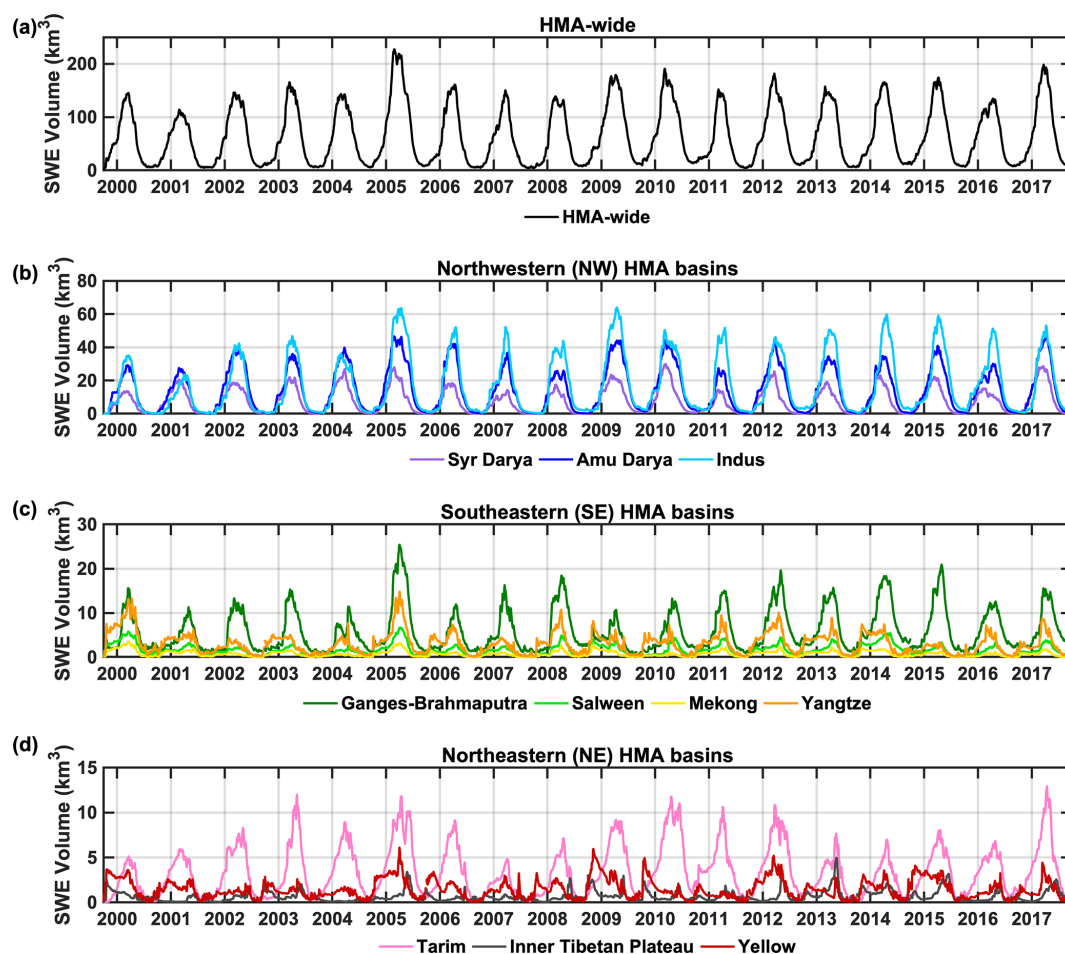 (a)
HMA-wide
SWE Volume (km³)
200
100
0
2000 2001 2002 2003 2004 2005 2006 2007 2008 2009 2010 2011 2012 2013 2014 2015 2016 2017
HMA-wide
(b)
Northwestern (NW) HMA basins
SWE Volume (km³)
80
60
40
20
0
2000 2001 2002 2003 2004 2005 2006 2007 2008 2009 2010 2011 2012 2013 2014 2015 2016 2017
Syr Darya Amu Darya Indus
(c)
Southeastern (SE) HMA basins
SWE Volume (km³)
30
20
10
0
2000 2001 2002 2003 2004 2005 2006 2007 2008 2009 2010 2011 2012 2013 2014 2015 2016 2017
Ganges-Brahmaputra Salween Mekong Yangtze
(d)
Northeastern (NE) HMA basins
SWE Volume (km³)
15
10
5
0
2000 2001 2002 2003 2004 2005 2006 2007 2008 2009 2010 2011 2012 2013 2014 2015 2016 2017
Tarim Inner Tibetan Plateau Yellow